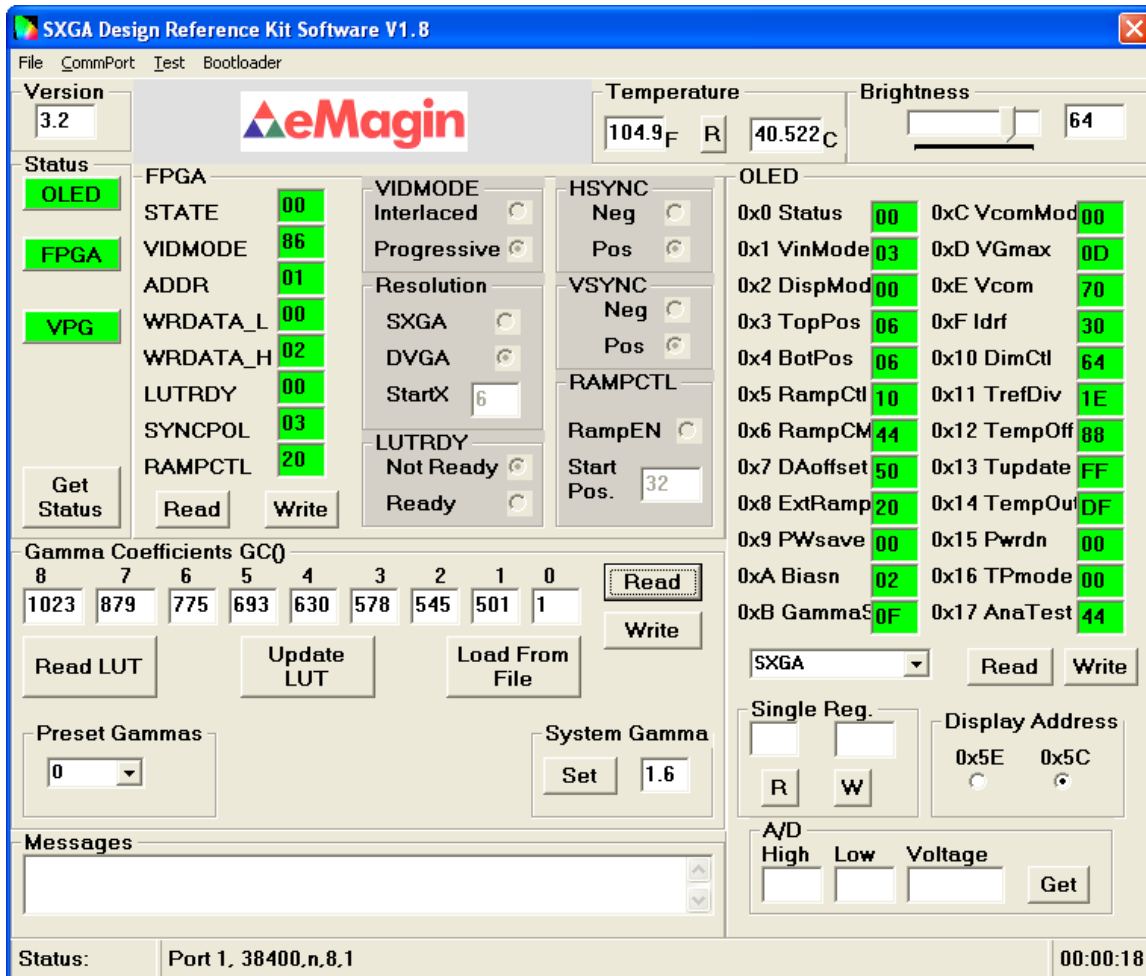 SXGA Design Reference Kit Software V1.8
File CommPort Test Bootloader
Version
3.2
eMagin
Temperature
104.9 F R 40.522 C
Brightness
64
Status
OLED
FPGA
VPG
Get Status
FPGA
STATE 00
VIDMODE 86
ADDR 01
WRDATA_L 00
WRDATA_H 02
LUTRDY 00
SYNCPOL 03
RAMPCTL 20
Read Write
VIDMODE
Interlaced
Progressive
Resolution
SXGA
DVGA
StartX 6
LUTRDY
Not Ready
Ready
HSYNC
Neg
Pos
VSYNC
Neg
Pos
RAMPCTL
RampEN
Start Pos. 32
OLED
0x0 Status 00 0xC VcomMod 00
0x1 VinMode 03 0xD VGmax 0D
0x2 DispMod 00 0xE Vcom 70
0x3 TopPos 06 0xF Idrf 30
0x4 BotPos 06 0x10 DimCtl 64
0x5 RampCtl 10 0x11 TrefDiv 1E
0x6 RampCM 44 0x12 TempOff 88
0x7 DAoffset 50 0x13 Tupdate FF
0x8 ExtRamp 20 0x14 TempOut DF
0x9 PWsave 00 0x15 Pwrdn 00
0xA Biasn 02 0x16 TPmode 00
0xB GammaS 0F 0x17 AnaTest 44
SXGA Read Write
Gamma Coefficients GC()
8 7 6 5 4 3 2 1 0
1023 879 775 693 630 578 545 501 1
Read
Write
Read LUT
Update LUT
Load From File
Preset Gammas
0
System Gamma
Set 1.6
Single Reg.
R W
Display Address
0x5E 0x5C
Messages
A/D
High Low Voltage
Get
Status: Port 1, 38400,n,8,1 00:00:18